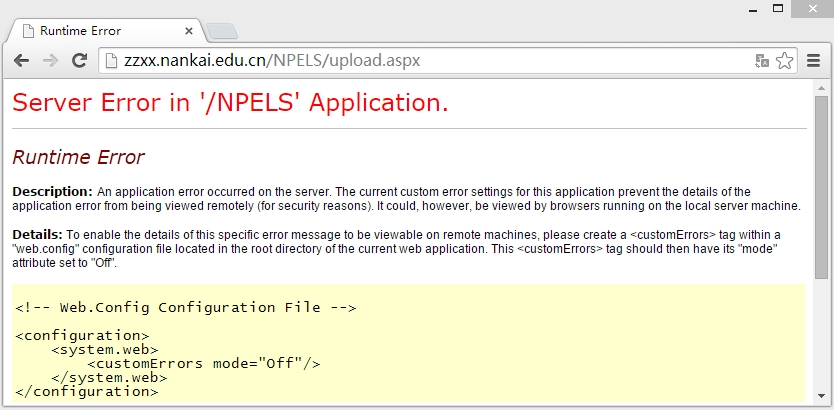 Runtime Error
zzxx.nankai.edu.cn/NPELS/upload.aspx
Server Error in '/NPELS' Application.
Runtime Error
Description: An application error occurred on the server. The current custom error settings for this application prevent the details of the
application error from being viewed remotely (for security reasons). It could, however, be viewed by browsers running on the local server machine.
Details: To enable the details of this specific error message to be viewable on remote machines, please create a <customErrors> tag within a
"web.config" configuration file located in the root directory of the current web application. This <customErrors> tag should then have its "mode"
attribute set to "Off".
<!-- Web.Config Configuration File -->
<configuration>
    <system.web>
        <customErrors mode="Off"/>
    </system.web>
</configuration>